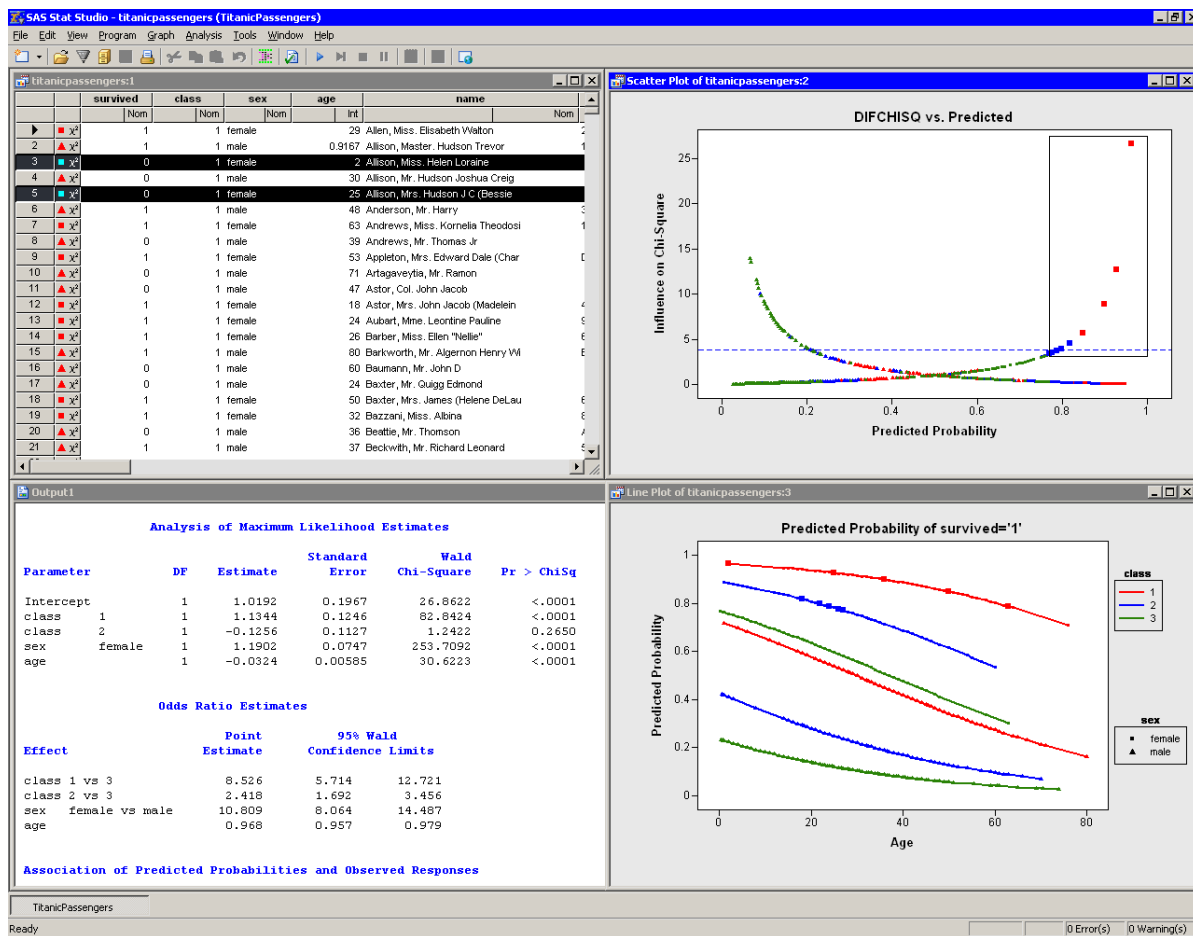 SAS Stat Studio - titanicpassengers (TitanicPassengers)
File Edit View Program Graph Analysis Tools Window Help
titanicpassengers:1
survived class sex age name
Nom Nom Nom Int Nom
χ² 1 1 female 29 Allen, Miss. Elisabeth Walton
2 χ² 1 1 male 0.9167 Allison, Master. Hudson Trevor
3 χ² 0 1 female 2 Allison, Miss. Helen Loraine
4 χ² 0 1 male 30 Allison, Mr. Hudson Joshua Creig
5 χ² 0 1 female 25 Allison, Mrs. Hudson J C (Bessie
6 χ² 1 1 male 48 Anderson, Mr. Harry
7 χ² 1 1 female 63 Andrews, Miss. Kornelia Theodosi
8 χ² 0 1 male 39 Andrews, Mr. Thomas Jr
9 χ² 1 1 female 53 Appleton, Mrs. Edward Dale (Char
10 χ² 0 1 male 71 Artagaveytia, Mr. Ramon
11 χ² 0 1 male 47 Astor, Col. John Jacob
12 χ² 1 1 female 18 Astor, Mrs. John Jacob (Madelein
13 χ² 1 1 female 24 Aubart, Mme. Leontine Pauline
14 χ² 1 1 female 26 Barber, Miss. Ellen "Nellie"
15 χ² 1 1 male 80 Barkworth, Mr. Algernon Henry Wi
16 χ² 0 1 male 60 Baumann, Mr. John D
17 χ² 0 1 male 24 Baxter, Mr. Quigg Edmond
18 χ² 1 1 female 50 Baxter, Mrs. James (Helene DeLau
19 χ² 1 1 female 32 Bazzani, Miss. Albina
20 χ² 0 1 male 36 Beattie, Mr. Thomson
21 χ² 1 1 male 37 Beckwith, Mr. Richard Leonard
Scatter Plot of titanicpassengers:2
DIFCHISQ vs. Predicted
Influence on Chi-Square
25
20
15
10
5
0
0 0.2 0.4 0.6 0.8 1
Predicted Probability
Output1
Analysis of Maximum Likelihood Estimates
Standard Wald
Parameter DF Estimate Error Chi-Square Pr > ChiSq
Intercept 1 1.0192 0.1967 26.8622 <.0001
class 1 1 1.1344 0.1246 82.8424 <.0001
class 2 1 -0.1256 0.1127 1.2422 0.2650
sex female 1 1.1902 0.0747 253.7092 <.0001
age 1 -0.0324 0.00585 30.6223 <.0001
Odds Ratio Estimates
Point 95% Wald
Effect Estimate Confidence Limits
class 1 vs 3 8.526 5.714 12.721
class 2 vs 3 2.418 1.692 3.456
sex female vs male 10.809 8.064 14.487
age 0.968 0.957 0.979
Association of Predicted Probabilities and Observed Responses
Line Plot of titanicpassengers:3
Predicted Probability of survived='1'
Predicted Probability
1
0.8
0.6
0.4
0.2
0
0 20 40 60 80
Age
class
1
2
3
sex
female
male
TitanicPassengers
Ready
0 Error(s) 0 Warning(s)